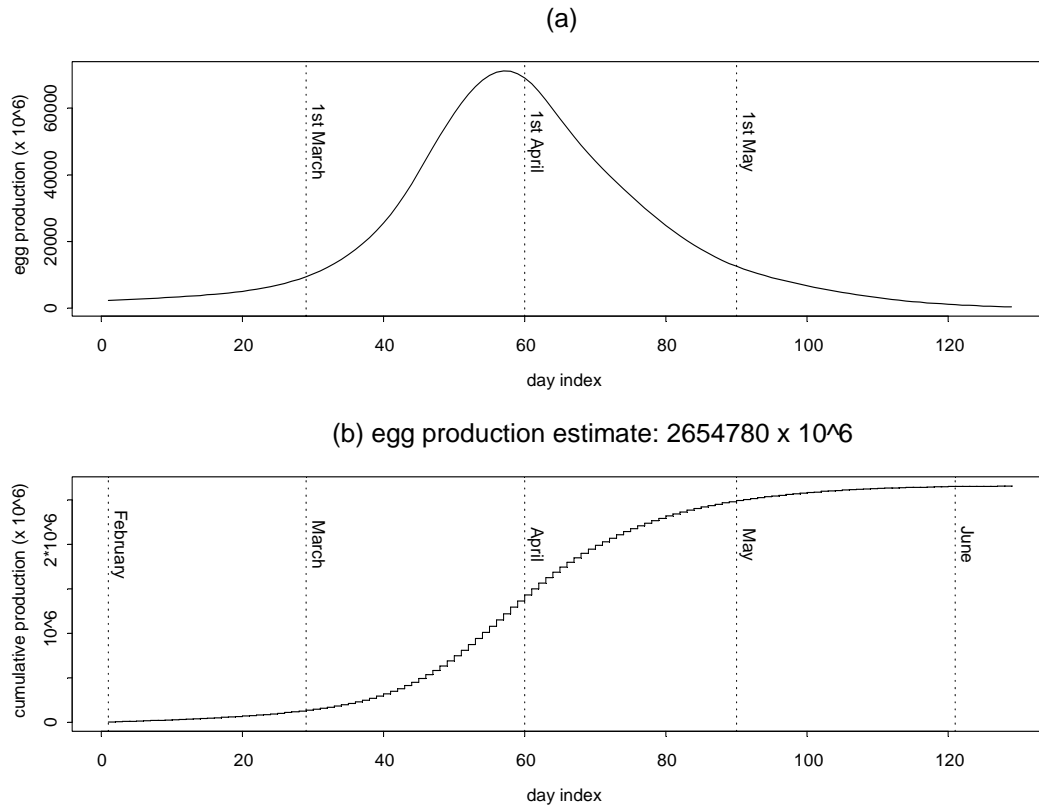 (a)
egg production (x 10^6)
60000
40000
20000
0
1st March
1st April
1st May
0 20 40 60 80 100 120
day index
(b) egg production estimate: 2654780 x 10^6
cumulative production (x 10^6)
2*10^6
10^6
0
February
March
April
May
June
0 20 40 60 80 100 120
day index